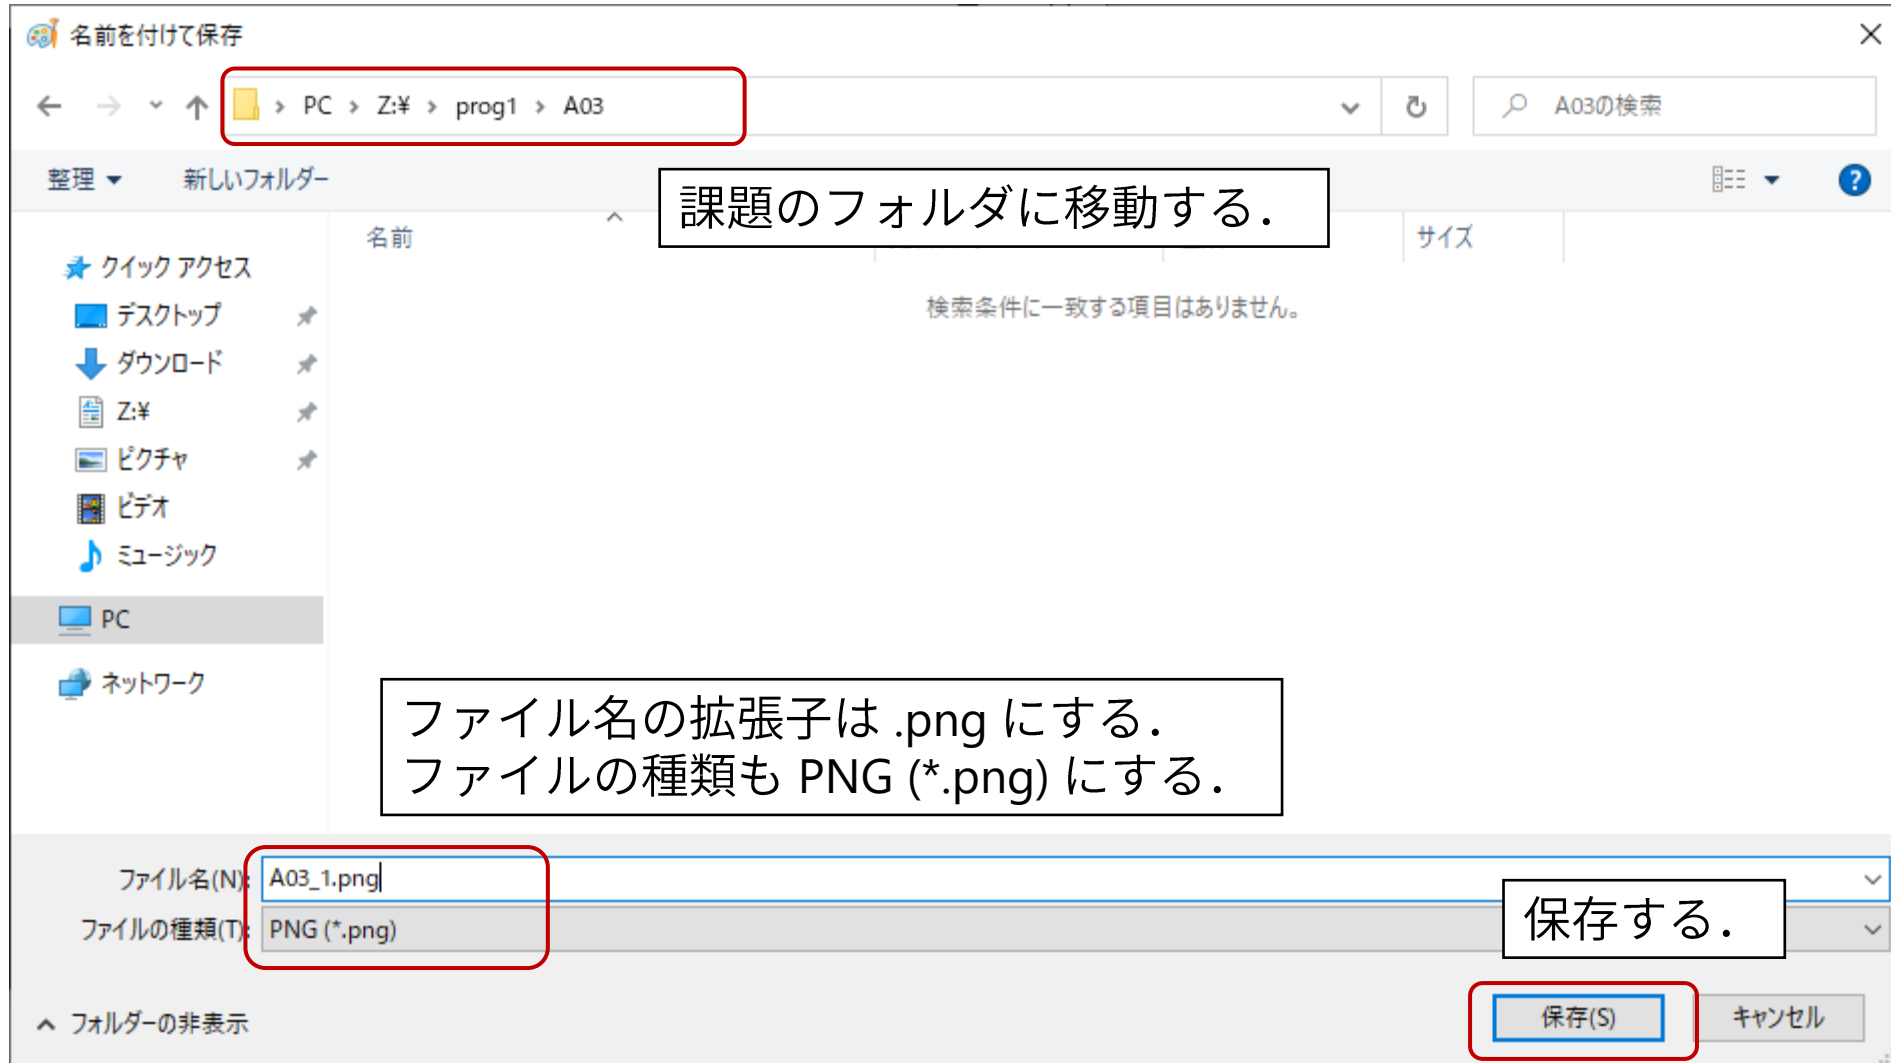 名前を付けて保存
PC › Z:¥ › prog1 › A03
A03の検索
整理
新しいフォルダー
課題のフォルダに移動する．
名前
サイズ
検索条件に一致する項目はありません。
クイック アクセス
デスクトップ
ダウンロード
Z:¥
ピクチャ
ビデオ
ミュージック
PC
ネットワーク
ファイル名の拡張子は .png にする．
ファイルの種類も PNG (*.png) にする．
ファイル名(N): A03_1.png
ファイルの種類(T): PNG (*.png)
保存する．
フォルダーの非表示
保存(S)
キャンセル